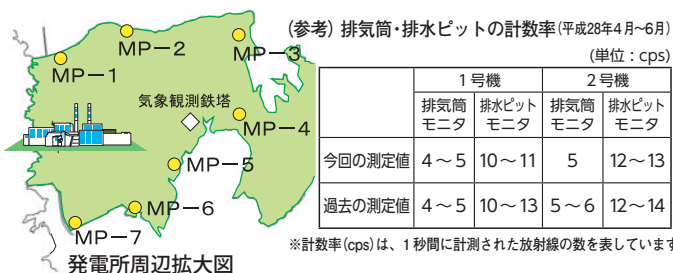 MP－1
MP－2
MP－3
気象観測鉄塔
MP－4
MP－5
MP－6
MP－7
発電所周辺拡大図
(参考) 排気筒・排水ピットの計数率(平成28年4月～6月)
(単位：cps)
1号機 2号機
排気筒モニタ 排水ピットモニタ 排気筒モニタ 排水ピットモニタ
今回の測定値 4～5 10～11 5 12～13
過去の測定値 4～5 10～13 5～6 12～14
※計数率(cps)は、1秒間に計測された放射線の数を表しています